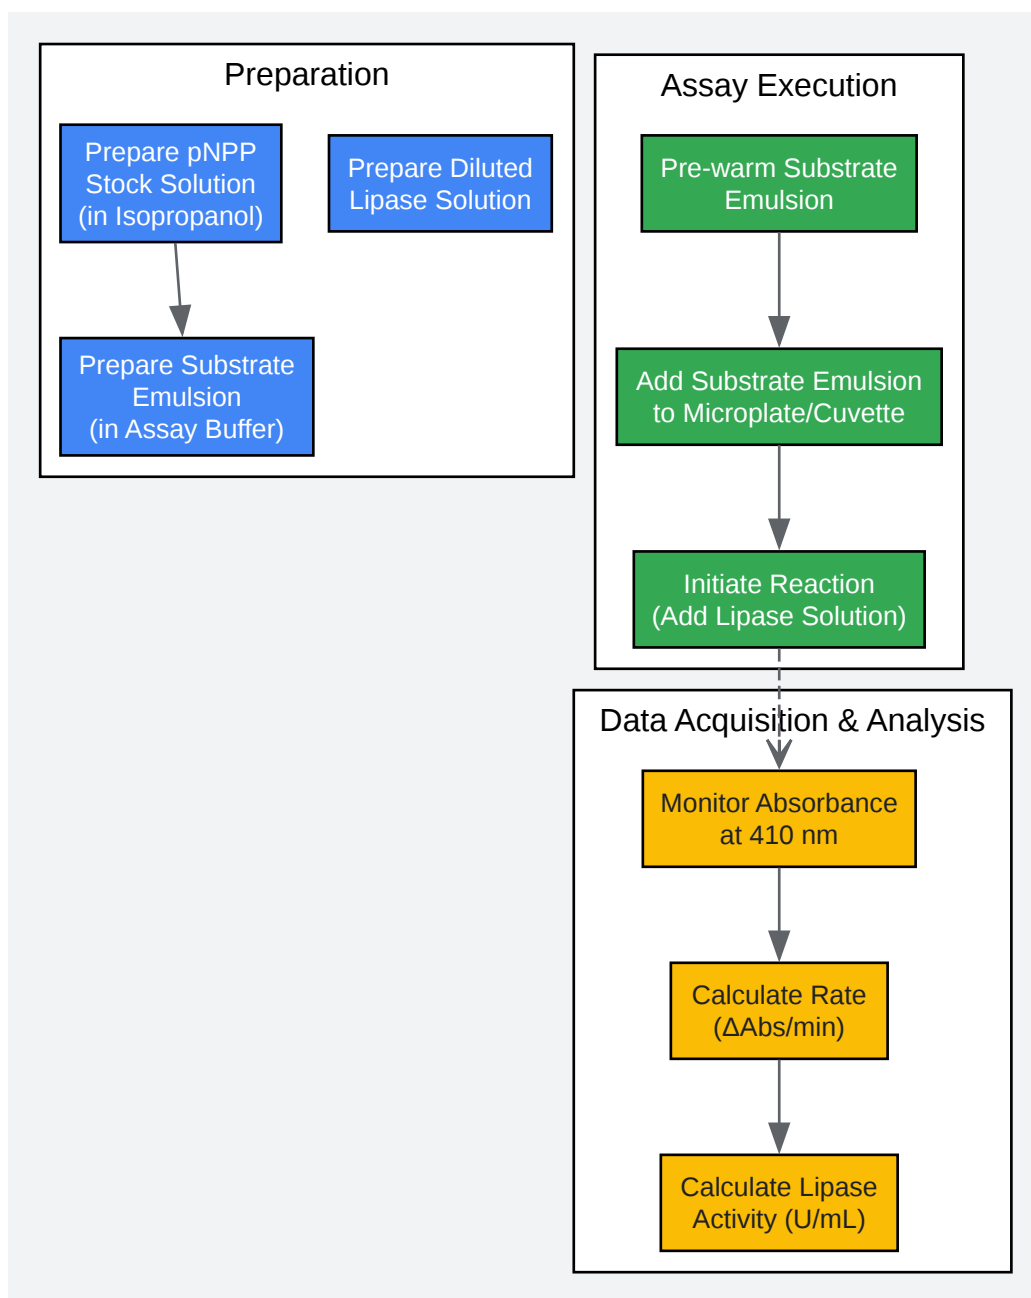 Preparation
Prepare pNPP
Stock Solution
(in Isopropanol)
Prepare Diluted
Lipase Solution
Prepare Substrate
Emulsion
(in Assay Buffer)
Assay Execution
Pre-warm Substrate
Emulsion
Add Substrate Emulsion
to Microplate/Cuvette
Initiate Reaction
(Add Lipase Solution)
Data Acquisition & Analysis
Monitor Absorbance
at 410 nm
Calculate Rate
(ΔAbs/min)
Calculate Lipase
Activity (U/mL)